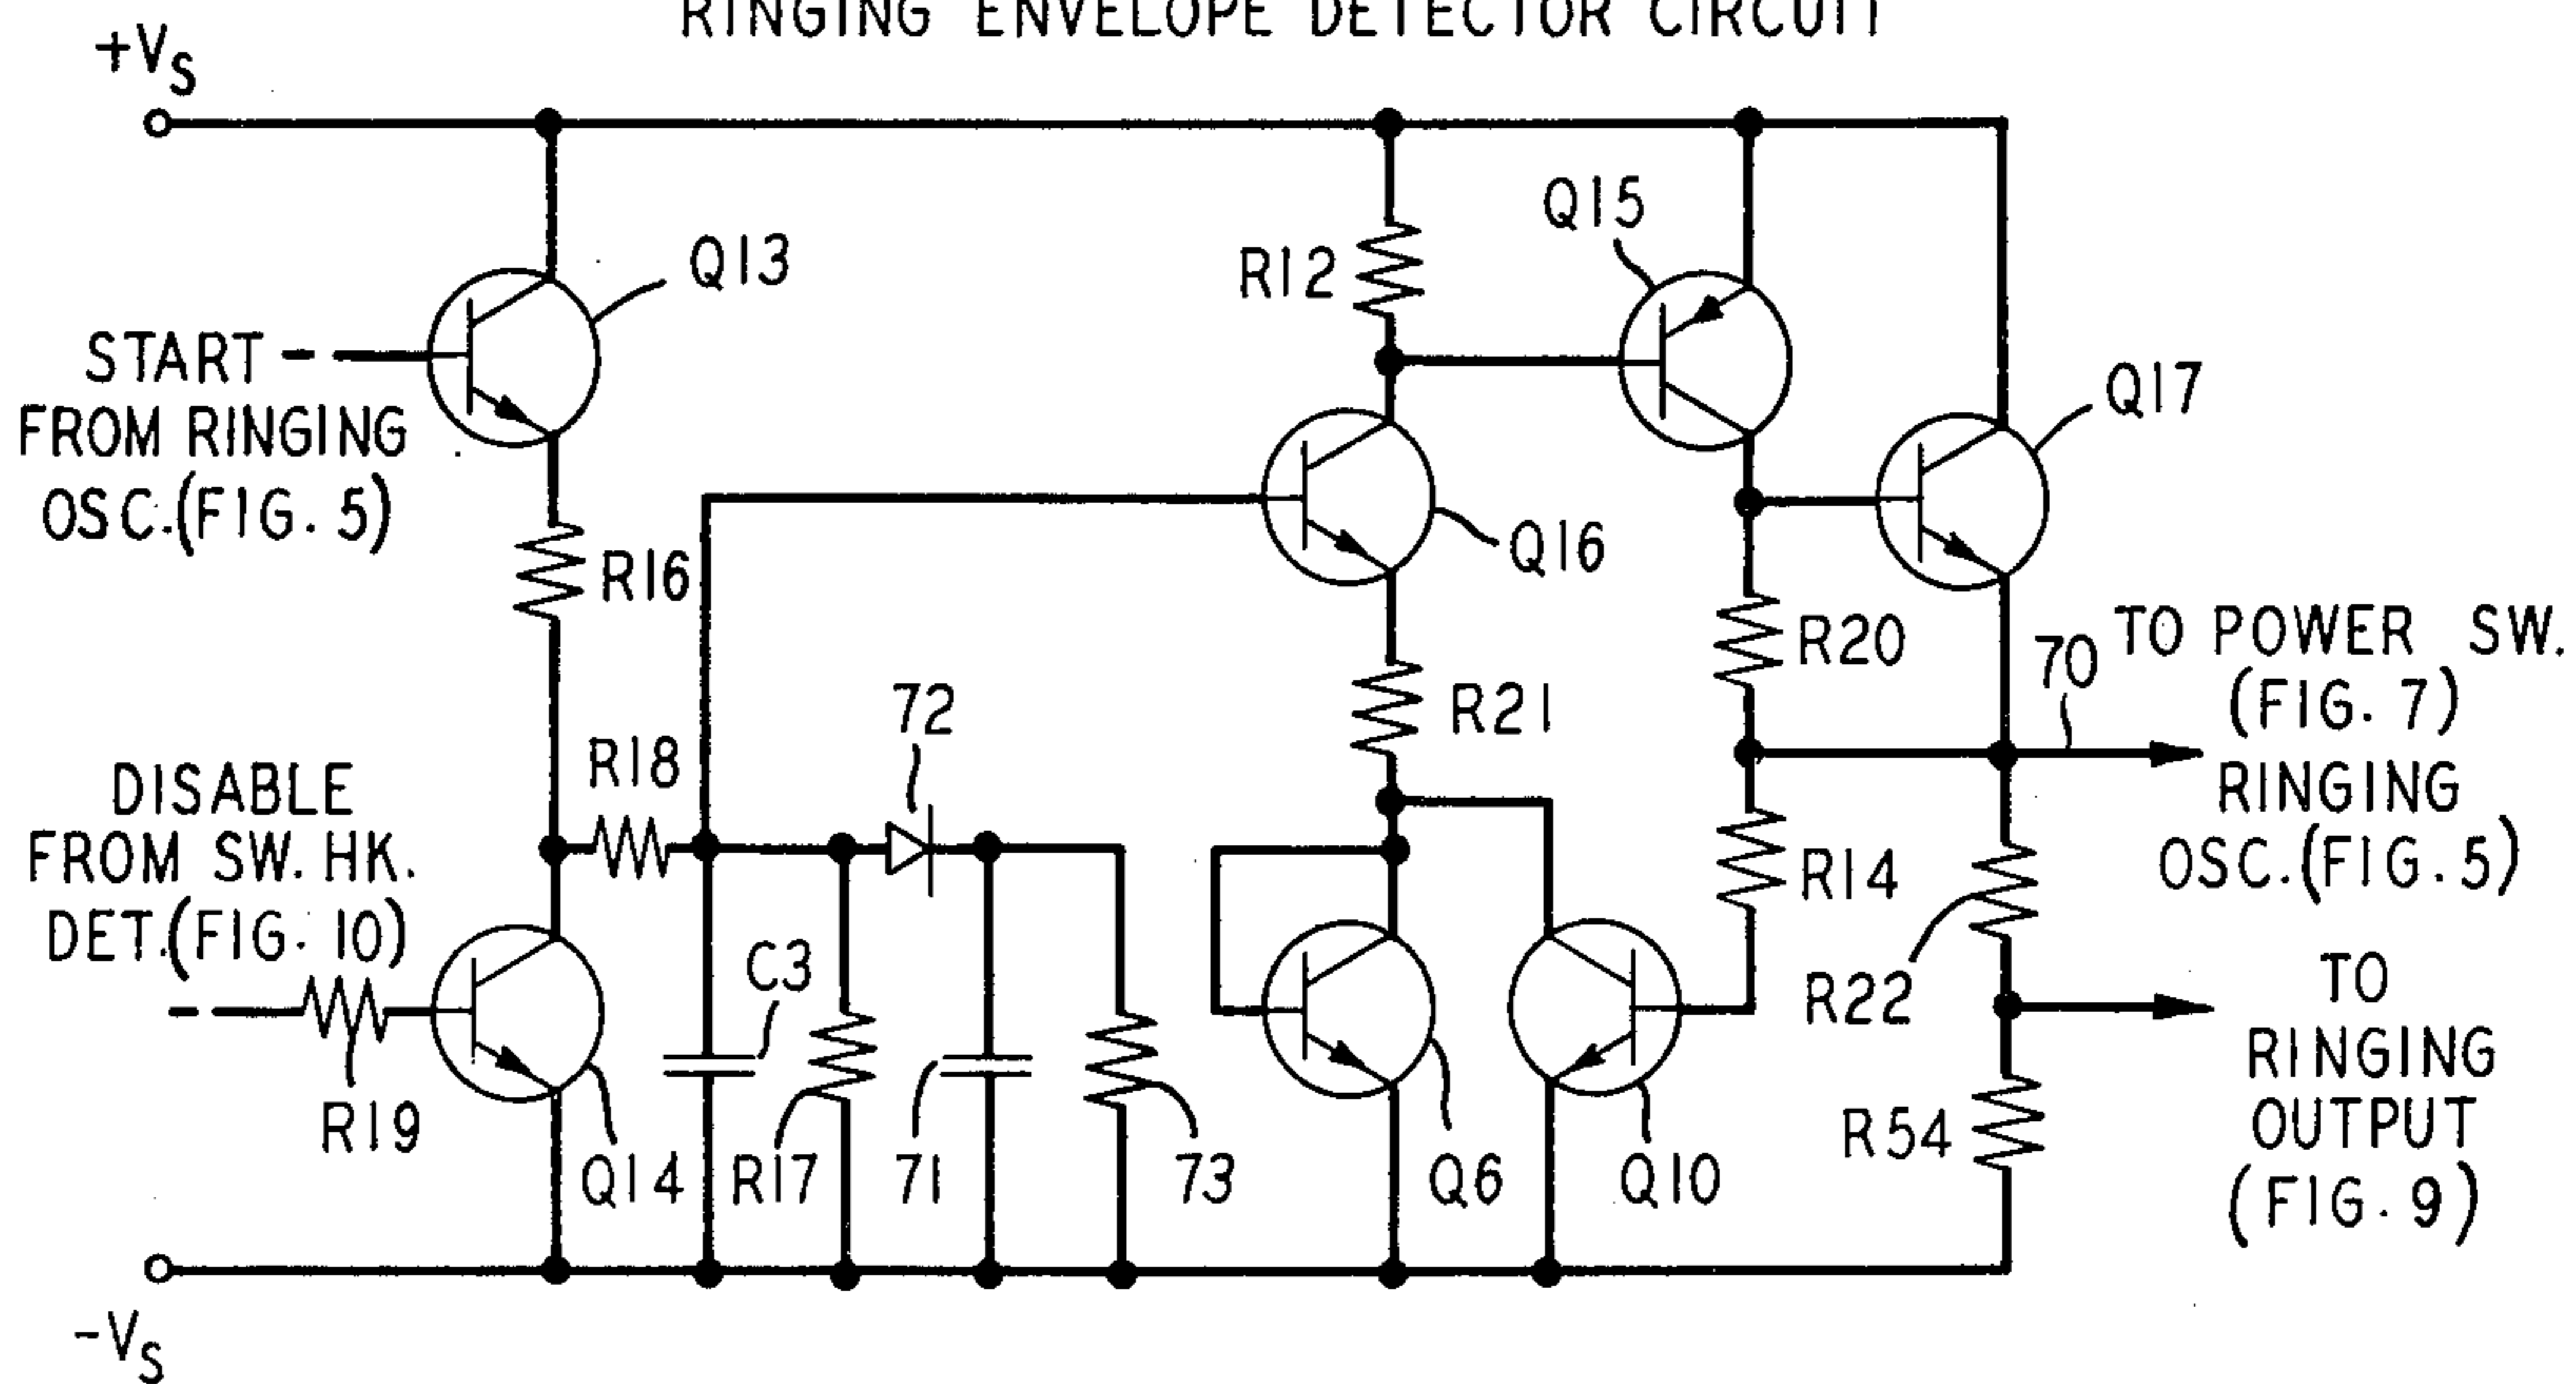 RINGING ENVELOPE DETECTOR CIRCUIT
+VS
Q13
START
FROM RINGING
OSC.(FIG. 5)
R16
R12
Q15
Q16
Q17
R20
70
TO POWER SW.
(FIG. 7)
RINGING
OSC.(FIG. 5)
R21
72
R18
DISABLE
FROM SW. HK.
DET.(FIG. 10)
R14
R22
C3
TO
RINGING
OUTPUT
(FIG. 9)
R19
Q14
R17
71
73
Q6
Q10
R54
-VS